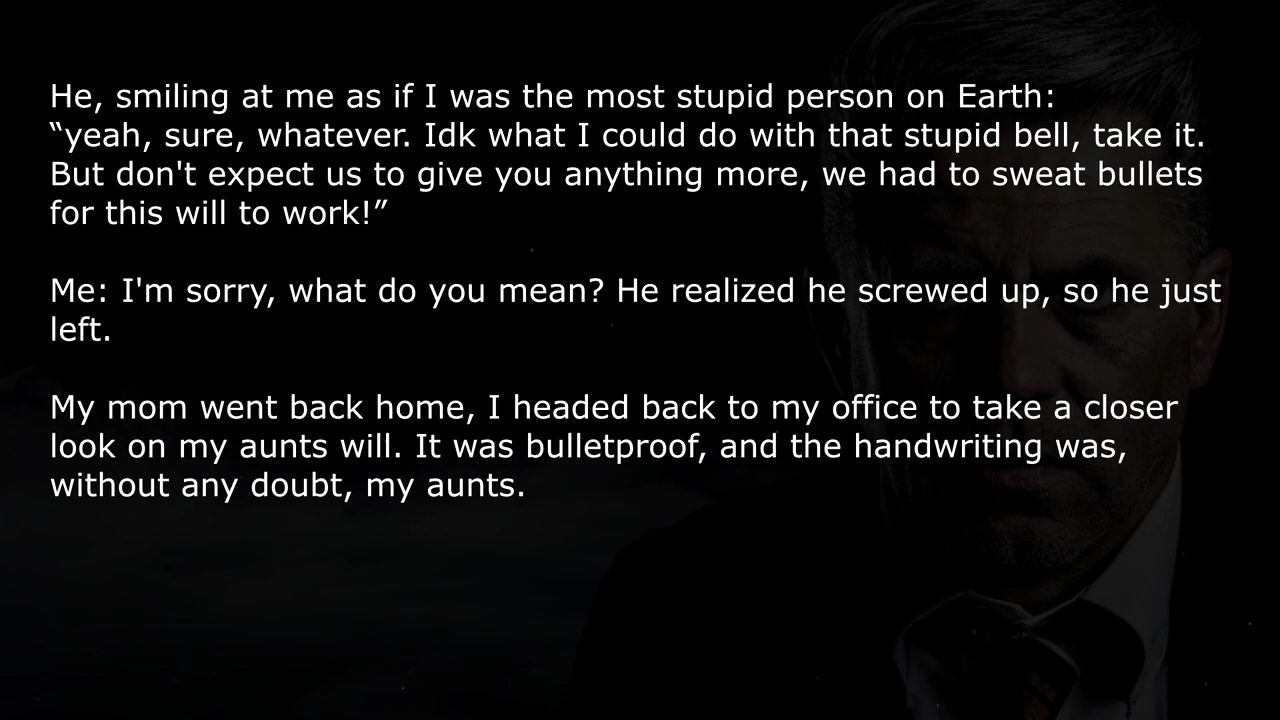 He, smiling at me as if I was the most stupid person on Earth:
“yeah, sure, whatever. Idk what I could do with that stupid bell, take it.
But don't expect us to give you anything more, we had to sweat bullets
for this will to work!”
Me: I'm sorry, what do you mean? He realized he screwed up, so he just
left.
My mom went back home, I headed back to my office to take a closer
look on my aunts will. It was bulletproof, and the handwriting was,
without any doubt, my aunts.